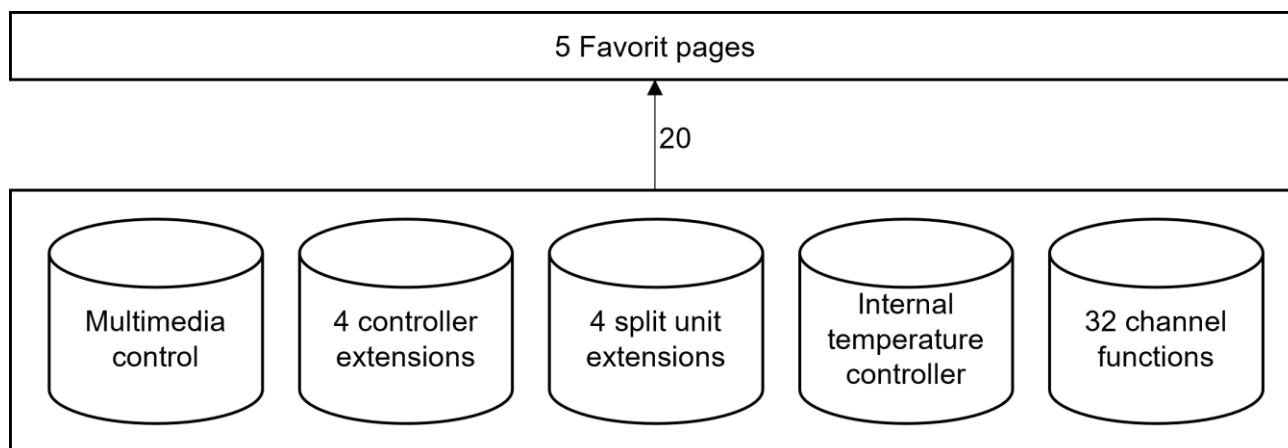 5 Favorit pages
20
Multimedia
control
4 controller
extensions
4 split unit
extensions
Internal
temperature
controller
32 channel
functions